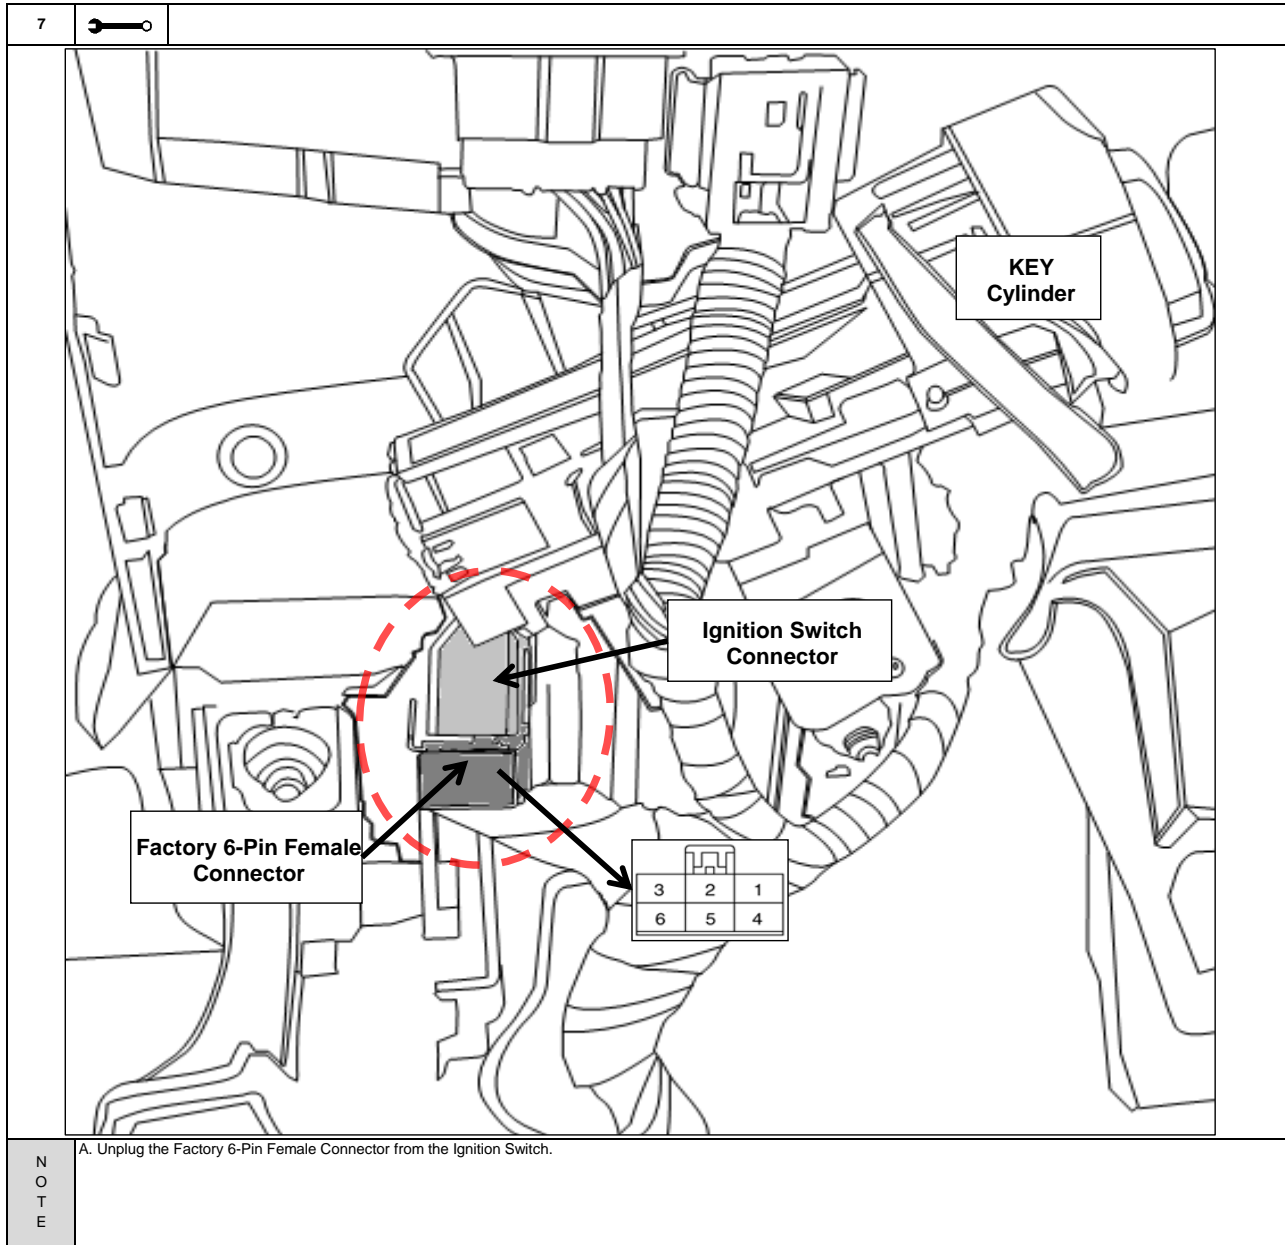 7
KEY
Cylinder
Ignition Switch
Connector
Factory 6-Pin Female
Connector
3 2 1
6 5 4
NOTE
A. Unplug the Factory 6-Pin Female Connector from the Ignition Switch.